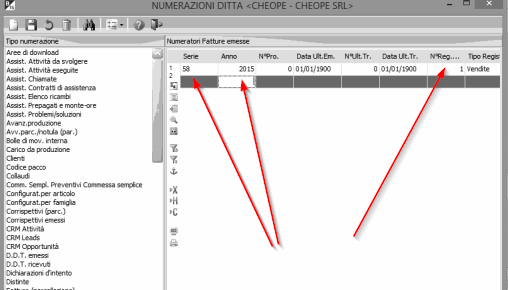 NUMERAZIONI DITTA <CHEOPE - CHEOPE SRL>
Tipo numerazione
Numeratori Fatture emesse
Aree di download
Assist. Attività da svolgere
Assist. Attività eseguite
Assist. Chiamate
Assist. Contratti di assistenza
Assist. Elenco ricambi
Assist. Prepagati e monte-ore
Assist. Problemi/soluzioni
Avanz.produzione
Avv.parc./notula (par.)
Bolle di mov. interna
Carico da produzione
Clienti
Codice pacco
Collaudi
Comm. Sempl. Preventivi Commessa semplice
Configurat.per articolo
Configurat.per famiglia
Corrispettivi (parc.)
Corrispettivi emessi
CRM Attività
CRM Leads
CRM Opportunità
D.D.T. emessi
D.D.T. ricevuti
Dichiarazioni d'intento
Distinte
Serie Anno N°Pro. Data Ult.Em. N°Ult.Tr. Data Ult.Tr. N°Reg.... Tipo Regis
1 58 2015 0 01/01/1900 0 01/01/1900 1 Vendite
2